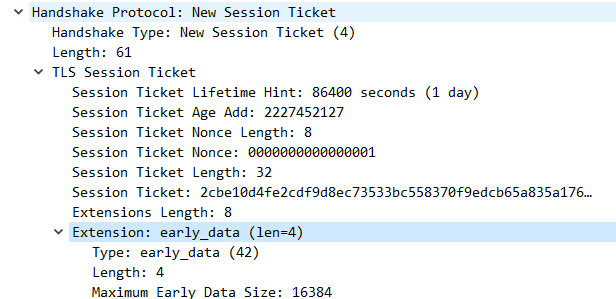 Handshake Protocol: New Session Ticket
Handshake Type: New Session Ticket (4)
Length: 61
TLS Session Ticket
Session Ticket Lifetime Hint: 86400 seconds (1 day)
Session Ticket Age Add: 2227452127
Session Ticket Nonce Length: 8
Session Ticket Nonce: 0000000000000001
Session Ticket Length: 32
Session Ticket: 2cbe10d4fe2cdf9d8ec73533bc558370f9edcb65a835a176…
Extensions Length: 8
Extension: early_data (len=4)
Type: early_data (42)
Length: 4
Maximum Early Data Size: 16384